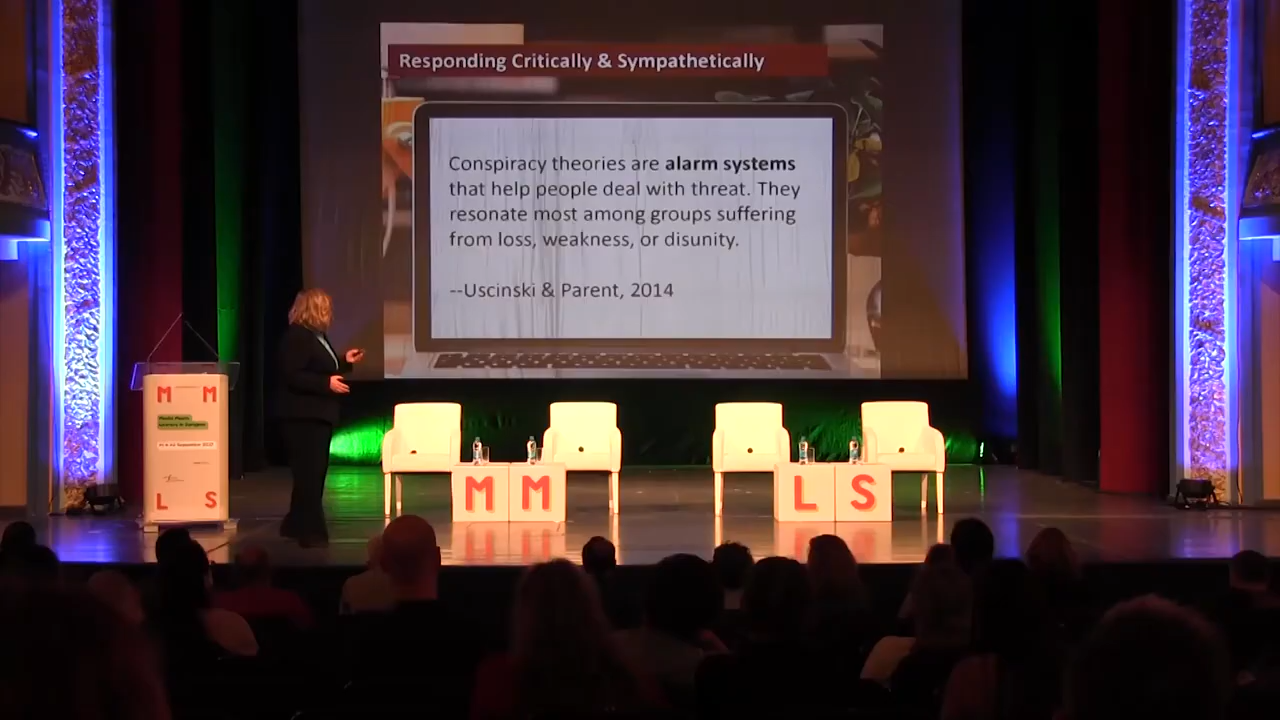 Responding Critically & Sympathetically
Conspiracy theories are alarm systems
that help people deal with threat. They
resonate most among groups suffering
from loss, weakness, or disunity.
--Uscinski & Parent, 2014
M M
L S
M M
L S